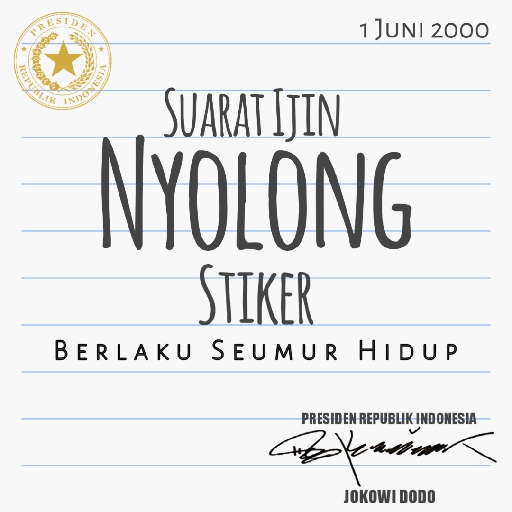 PRESIDEN
REPUBLIK INDONESIA
1 JUNI 2000
SUARAT IJIN
NYOLONG
STIKER
BERLAKU SEUMUR HIDUP
PRESIDEN REPUBLIK INDONESIA
JOKOWI DODO